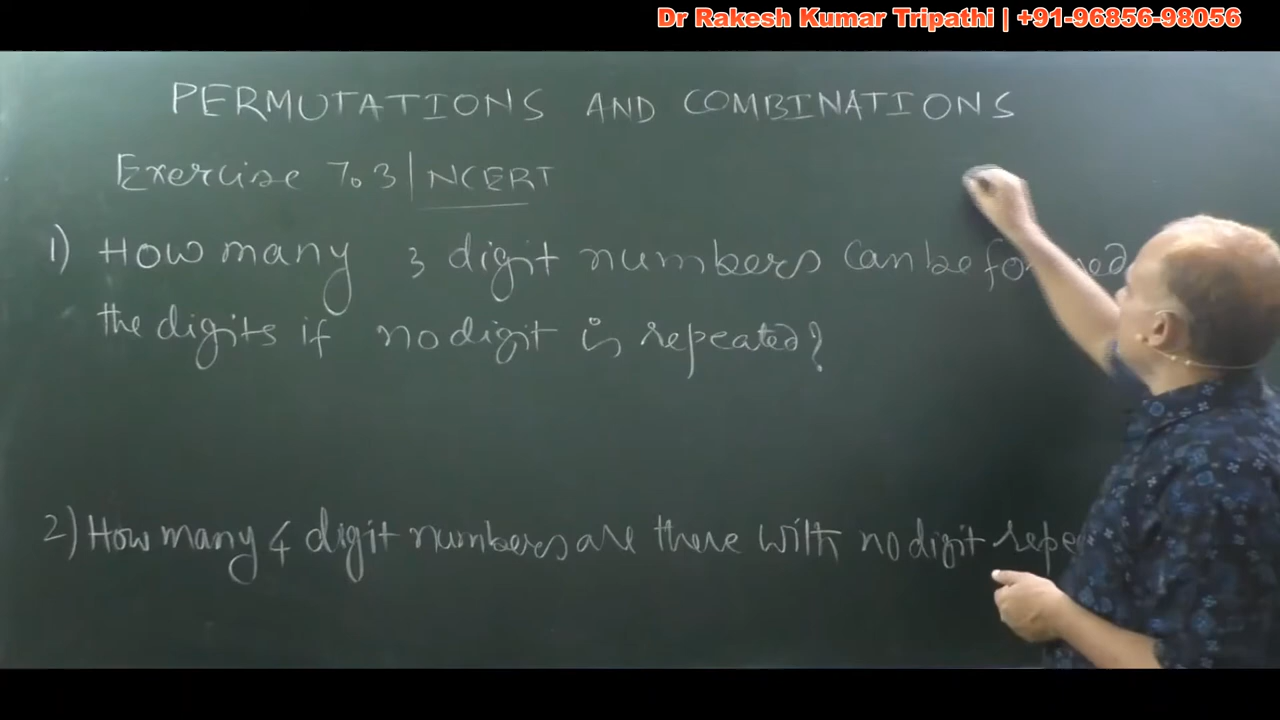 Dr Rakesh Kumar Tripathi | +91-96856-98056
PERMUTATIONS AND COMBINATIONS
Exercise 7.3 | NCERT
1) How many 3 digit numbers can be formed
the digits if no digit is repeated?
2) How many 4 digit numbers are there with no digit repe